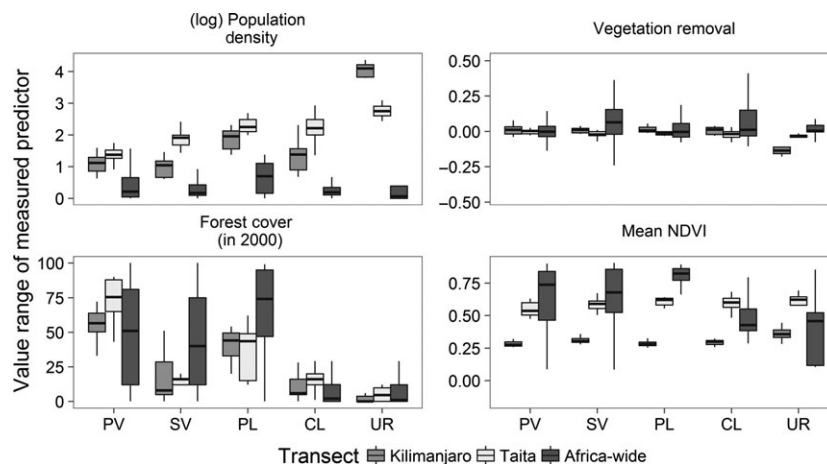 (log) Population
density
Vegetation removal
4
3
2
1
0
0.50
0.25
0.00
−0.25
−0.50
Value range of measured predictor
Forest cover
(in 2000)
Mean NDVI
100
75
50
25
0
0.75
0.50
0.25
0.00
PV SV PL CL UR
PV SV PL CL UR
Transect Kilimanjaro Taita Africa-wide